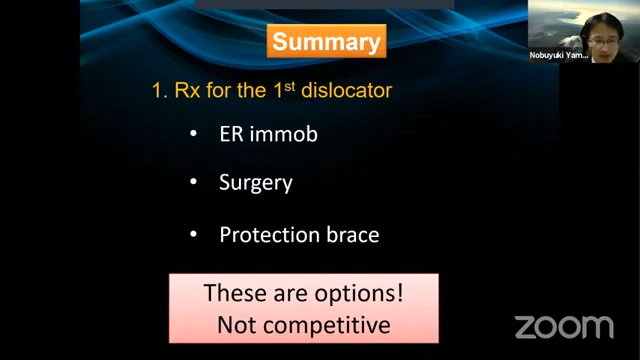 Summary
Nobuyuki Yam...
1. Rx for the 1st dislocator
• ER immob
• Surgery
• Protection brace
These are options!
Not competitive
zoom